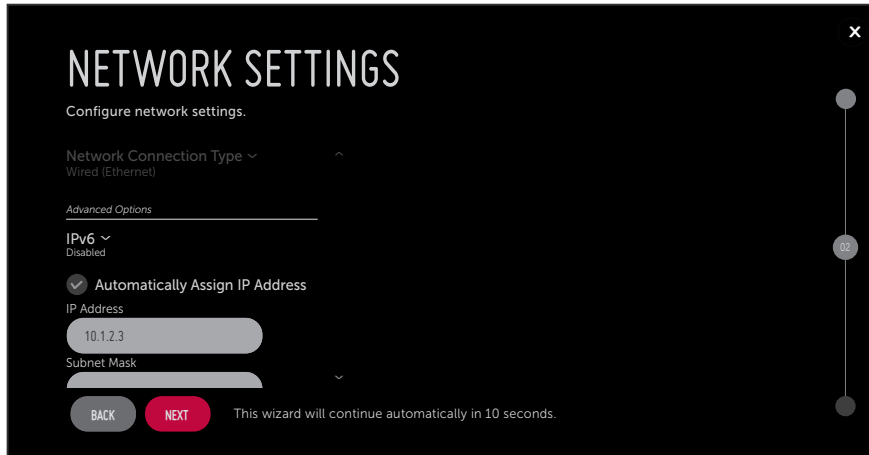 X
NETWORK SETTINGS
Configure network settings.
Network Connection Type
Wired (Ethernet)
Advanced Options
IPv6
Disabled
02
Automatically Assign IP Address
IP Address
10.1.2.3
Subnet Mask
BACK NEXT This wizard will continue automatically in 10 seconds.